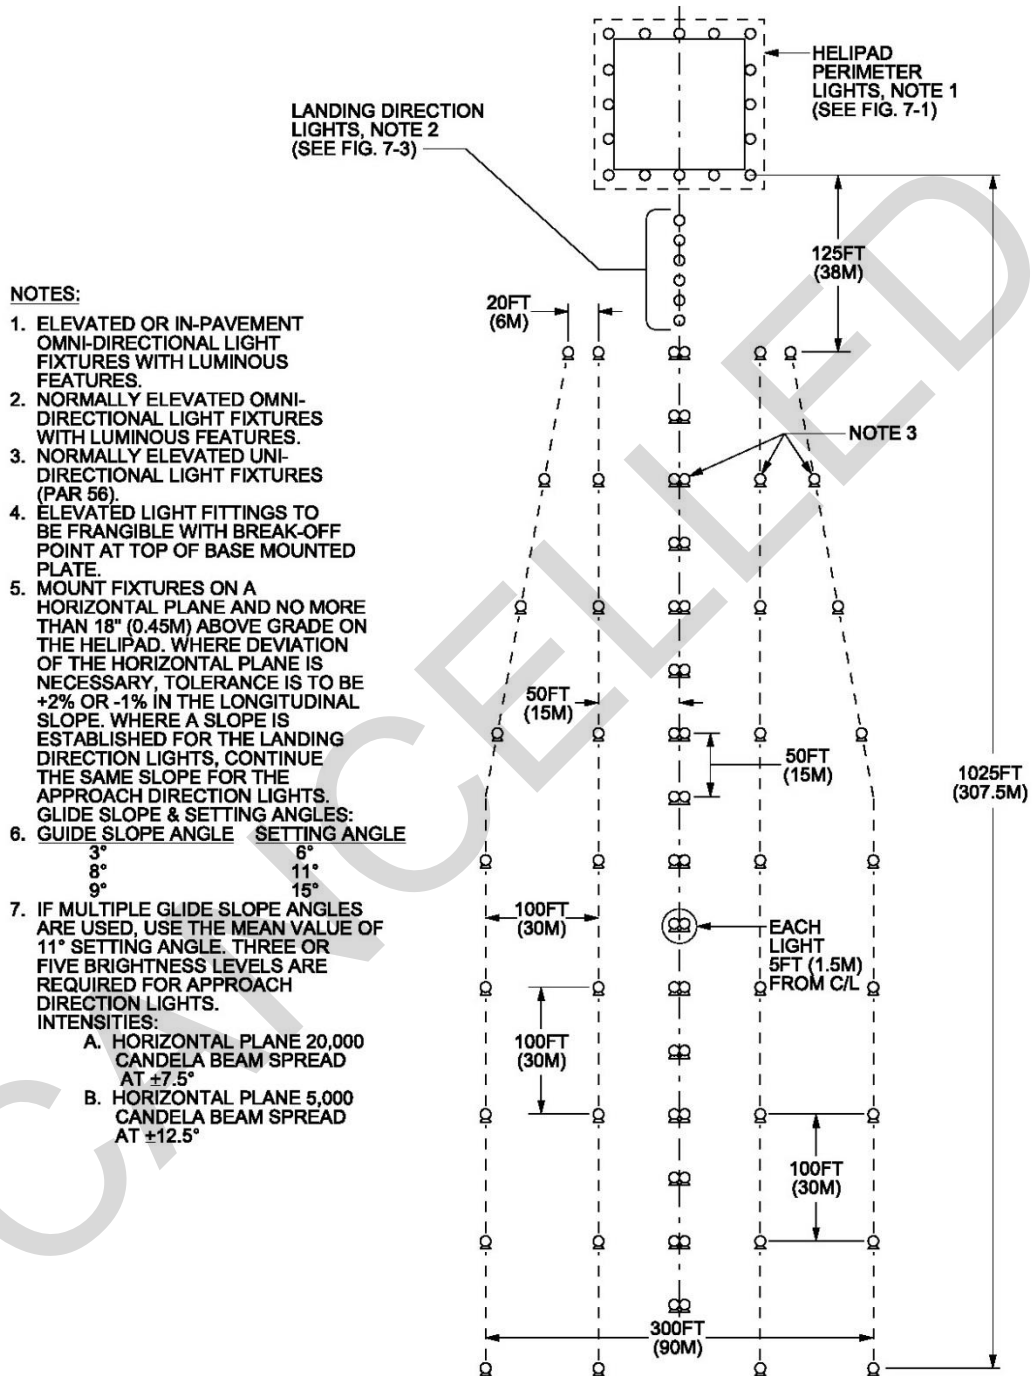 HELIPAD
PERIMETER
LIGHTS, NOTE 1
(SEE FIG. 7-1)
LANDING DIRECTION
LIGHTS, NOTE 2
(SEE FIG. 7-3)
125FT
(38M)
20FT
(6M)
NOTE 3
NOTES:
1. ELEVATED OR IN-PAVEMENT
OMNI-DIRECTIONAL LIGHT
FIXTURES WITH LUMINOUS
FEATURES.
2. NORMALLY ELEVATED OMNI-
DIRECTIONAL LIGHT FIXTURES
WITH LUMINOUS FEATURES.
3. NORMALLY ELEVATED UNI-
DIRECTIONAL LIGHT FIXTURES
(PAR 56).
4. ELEVATED LIGHT FITTINGS TO
BE FRANGIBLE WITH BREAK-OFF
POINT AT TOP OF BASE MOUNTED
PLATE.
5. MOUNT FIXTURES ON A
HORIZONTAL PLANE AND NO MORE
THAN 18" (0.45M) ABOVE GRADE ON
THE HELIPAD. WHERE DEVIATION
OF THE HORIZONTAL PLANE IS
NECESSARY, TOLERANCE IS TO BE
+2% OR -1% IN THE LONGITUDINAL
SLOPE. WHERE A SLOPE IS
ESTABLISHED FOR THE LANDING
DIRECTION LIGHTS, CONTINUE
THE SAME SLOPE FOR THE
APPROACH DIRECTION LIGHTS.
GLIDE SLOPE & SETTING ANGLES:
6. GUIDE SLOPE ANGLE SETTING ANGLE
3° 6°
8° 11°
9° 15°
7. IF MULTIPLE GLIDE SLOPE ANGLES
ARE USED, USE THE MEAN VALUE OF
11° SETTING ANGLE. THREE OR
FIVE BRIGHTNESS LEVELS ARE
REQUIRED FOR APPROACH
DIRECTION LIGHTS.
INTENSITIES:
A. HORIZONTAL PLANE 20,000
CANDELA BEAM SPREAD
AT ±7.5°
B. HORIZONTAL PLANE 5,000
CANDELA BEAM SPREAD
AT ±12.5°
50FT
(15M)
50FT
(15M)
1025FT
(307.5M)
100FT
(30M)
EACH
LIGHT
5FT (1.5M)
FROM C/L
100FT
(30M)
100FT
(30M)
300FT
(90M)
CANCELLED